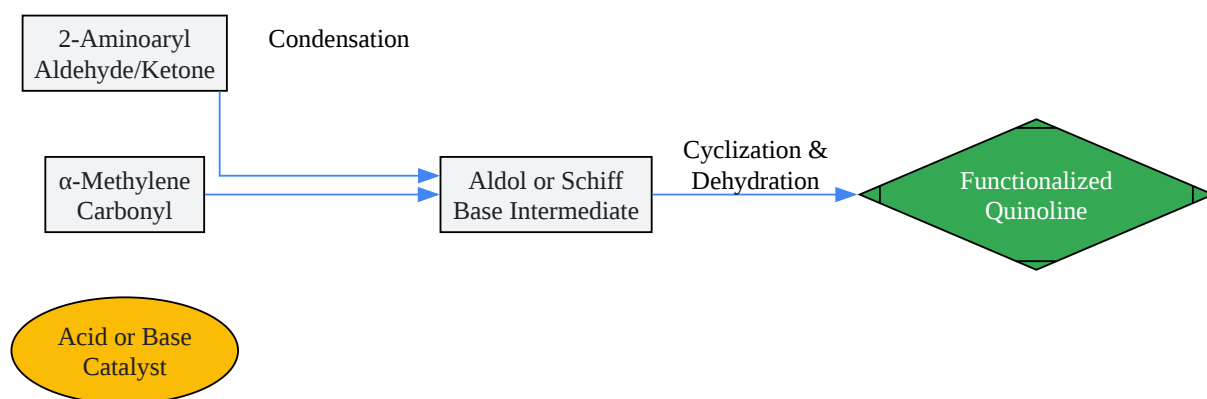 2-Aminoaryl
Aldehyde/Ketone
Condensation
α-Methylene
Carbonyl
Aldol or Schiff
Base Intermediate
Cyclization &
Dehydration
Functionalized
Quinoline
Acid or Base
Catalyst